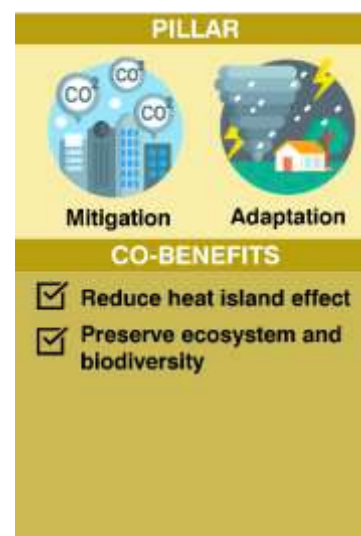 PILLAR
CO2
CO2
CO2
Mitigation Adaptation
CO-BENEFITS
Reduce heat island effect
Preserve ecosystem and
biodiversity